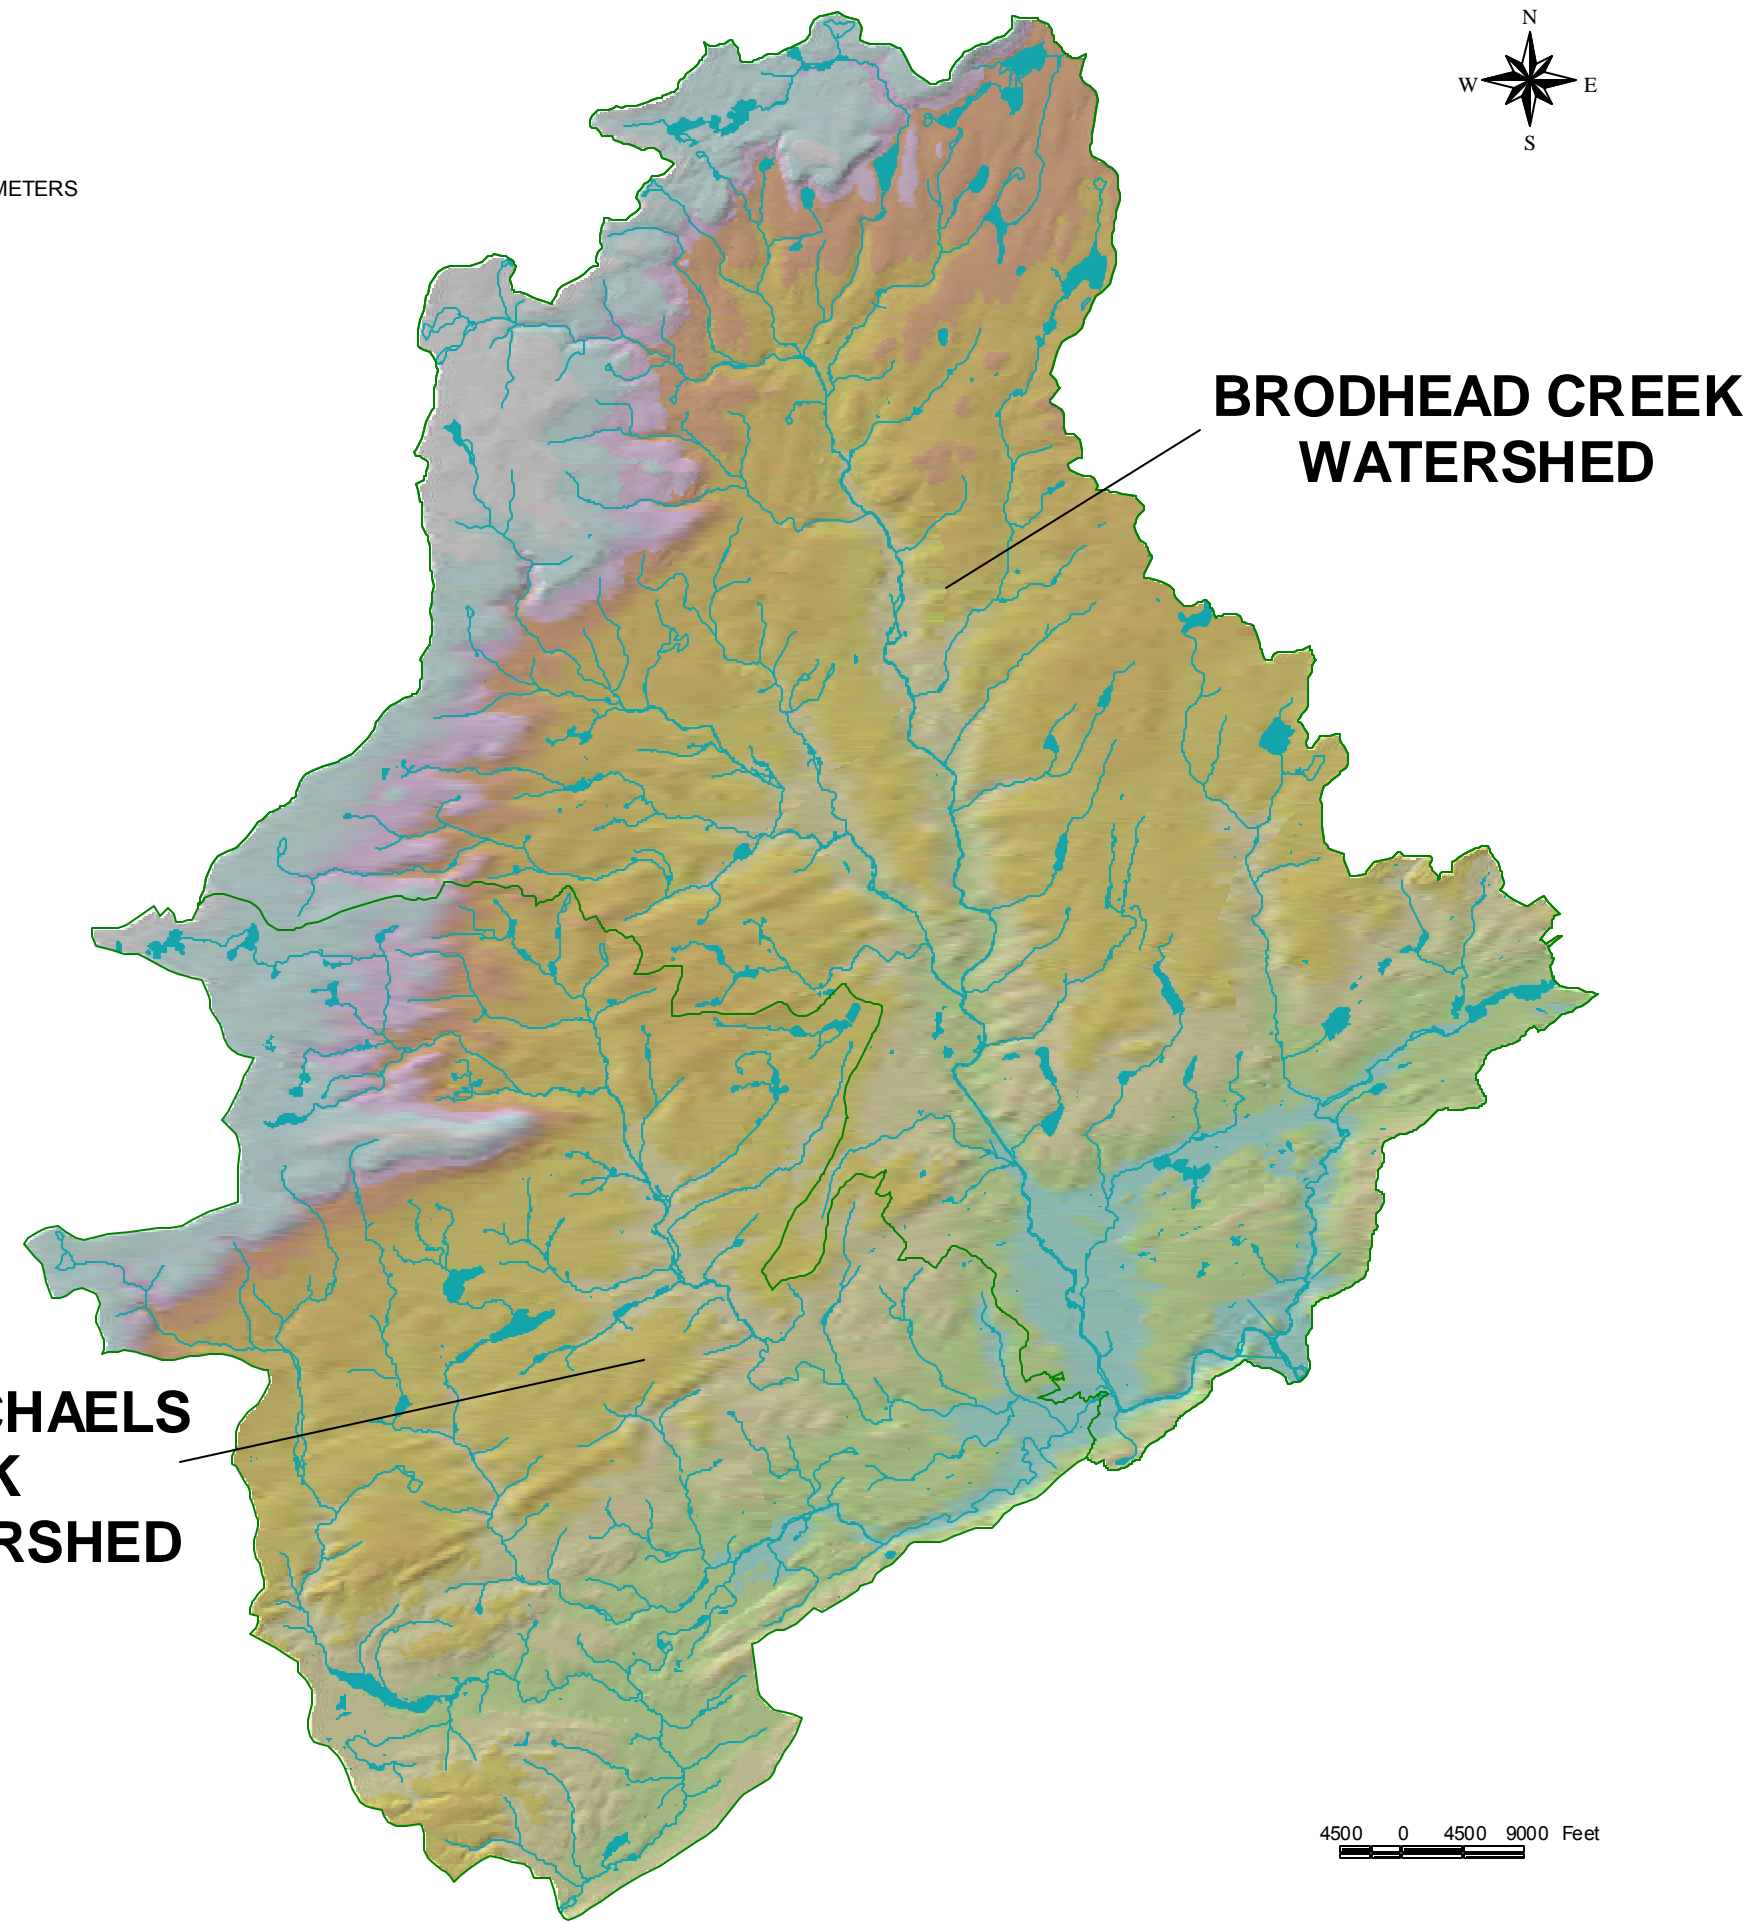 N
W E
S
METERS
BRODHEAD CREEK
WATERSHED
CHAELS
K
RSHED
4500 0 4500 9000 Feet